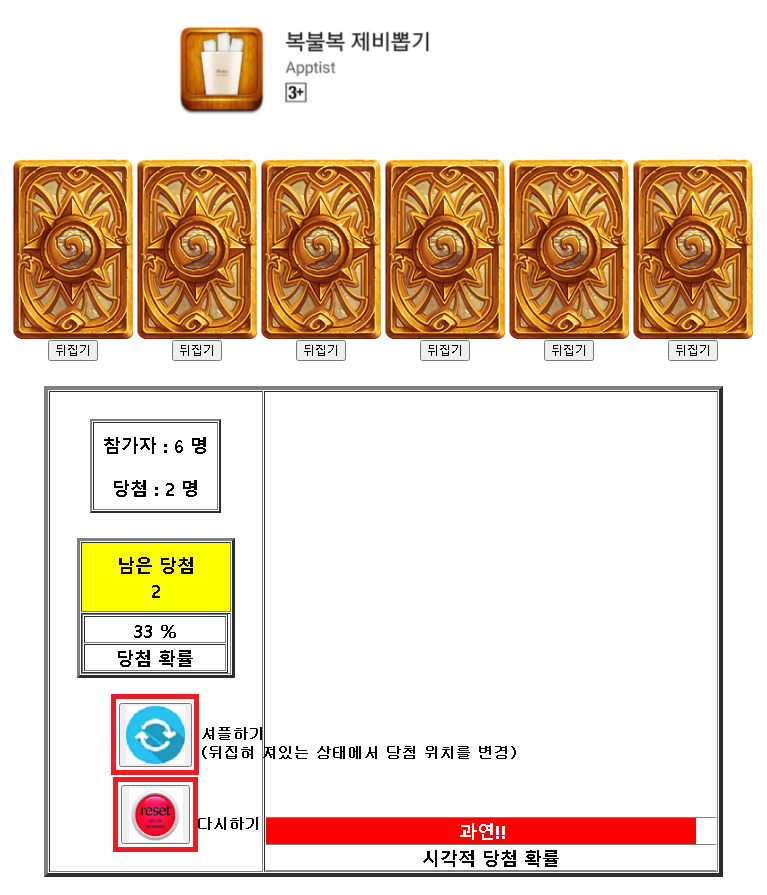 복불복 제비뽑기
Apptist
3+
뒤집기 뒤집기 뒤집기 뒤집기 뒤집기 뒤집기
참가자 : 6 명
당첨 : 2 명
남은 당첨
2
33 %
당첨 확률
셔플하기
(뒤집혀 져있는 상태에서 당첨 위치를 변경)
reset
다시하기
과연!!
시각적 당첨 확률